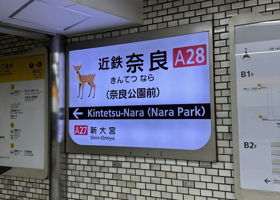 近鉄 奈良 A28
きんてつ なら
(奈良公園前)
← Kintetsu-Nara (Nara Park)
A27 新大宮
Shin-Omiya
B1F
B2F